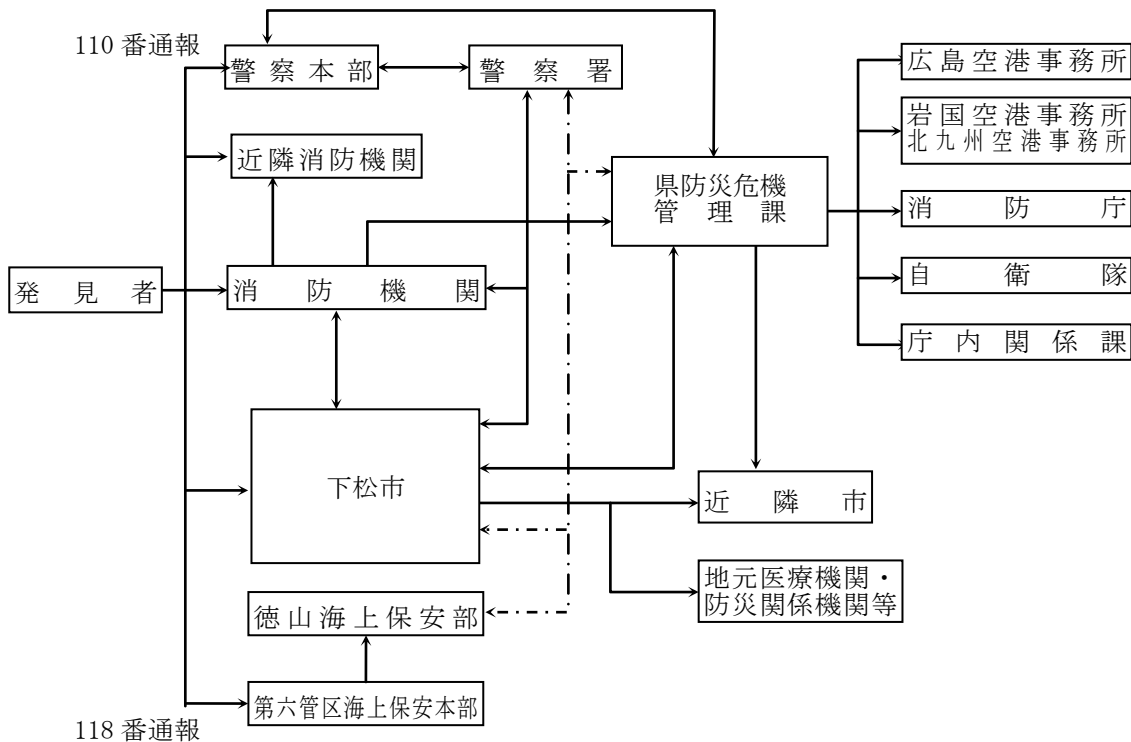 110 番通報
警察本部
警察署
広島空港事務所
岩国空港事務所
北九州空港事務所
近隣消防機関
県防災危機
管理課
消防庁
発見者
消防機関
自衛隊
庁内関係課
下松市
近隣市
地元医療機関・
防災関係機関等
徳山海上保安部
第六管区海上保安本部
118 番通報